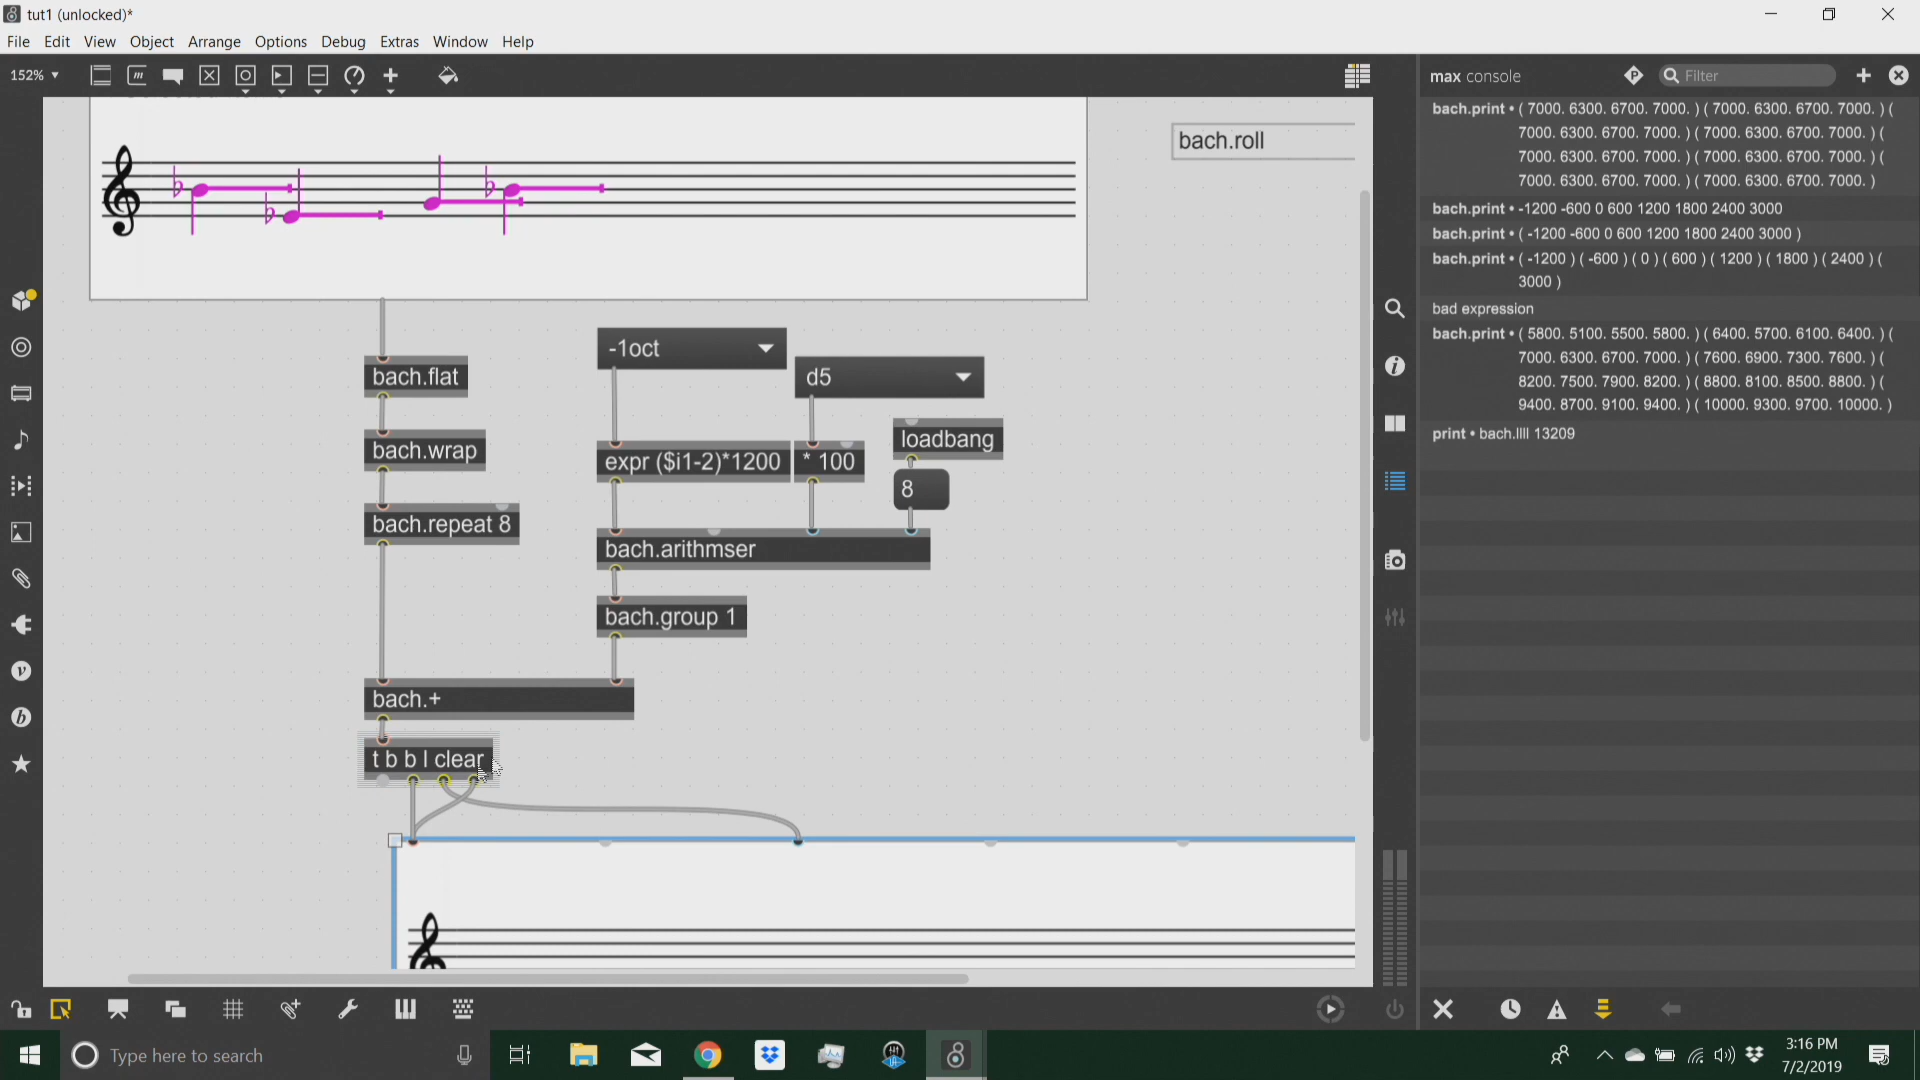 tut1 (unlocked)*
File Edit View Object Arrange Options Debug Extras Window Help
152%
max console
Filter
bach.roll
bach.print • ( 7000. 6300. 6700. 7000. ) ( 7000. 6300. 6700. 7000. ) (
7000. 6300. 6700. 7000. ) ( 7000. 6300. 6700. 7000. ) (
7000. 6300. 6700. 7000. ) ( 7000. 6300. 6700. 7000. ) (
7000. 6300. 6700. 7000. ) ( 7000. 6300. 6700. 7000. )
bach.print • -1200 -600 0 600 1200 1800 2400 3000
bach.print • ( -1200 -600 0 600 1200 1800 2400 3000 )
bach.print • ( -1200 ) ( -600 ) ( 0 ) ( 600 ) ( 1200 ) ( 1800 ) ( 2400 ) (
3000 )
bad expression
bach.print • ( 5800. 5100. 5500. 5800. ) ( 6400. 5700. 6100. 6400. ) (
7000. 6300. 6700. 7000. ) ( 7600. 6900. 7300. 7600. ) (
8200. 7500. 7900. 8200. ) ( 8800. 8100. 8500. 8800. ) (
9400. 8700. 9100. 9400. ) ( 10000. 9300. 9700. 10000. )
print • bach.llll 13209
-1oct
d5
bach.flat
loadbang
bach.wrap
expr ($i1-2)*1200
* 100
8
bach.repeat 8
bach.arithmser
bach.group 1
bach.+
t b b l clear
Type here to search
3:16 PM
7/2/2019